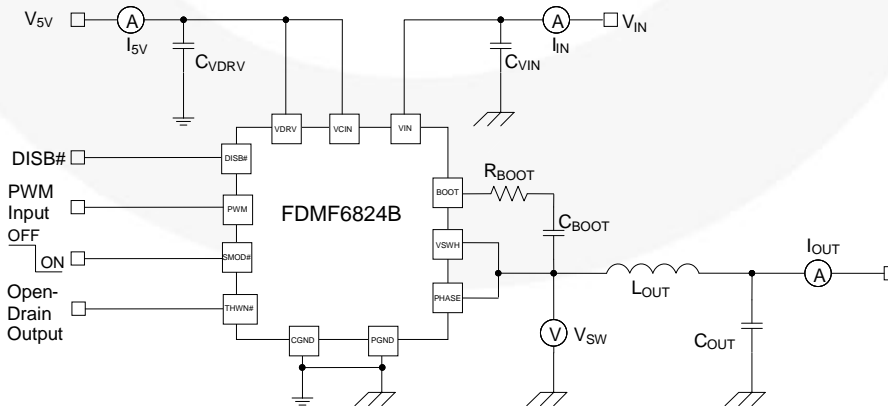 V5V
A
I5V
CVDRV
CVIN
A
IIN
VIN
VDRV
VCIN
VIN
DISB#
DISB#
PWM
Input
PWM
OFF
ON
SMOD#
Open-
Drain
Output
THWN#
FDMF6824B
BOOT
RBOOT
CBOOT
VSWH
PHASE
LOUT
IOUT
A
V
VSW
COUT
CGND
PGND